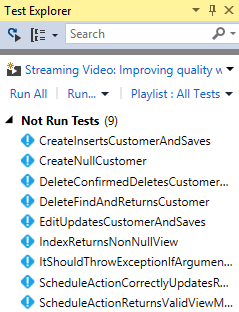 Test Explorer
Search
Streaming Video: Improving quality w
Run All Run... Playlist : All Tests
Not Run Tests (9)
CreateInsertsCustomerAndSaves
CreateNullCustomer
DeleteConfirmedDeletesCustomer...
DeleteFindAndReturnsCustomer
EditUpdatesCustomerAndSaves
IndexReturnsNonNullView
ItShouldThrowExceptionIfArgumen...
ScheduleActionCorrectlyUpdatesR...
ScheduleActionReturnsValidViewM...